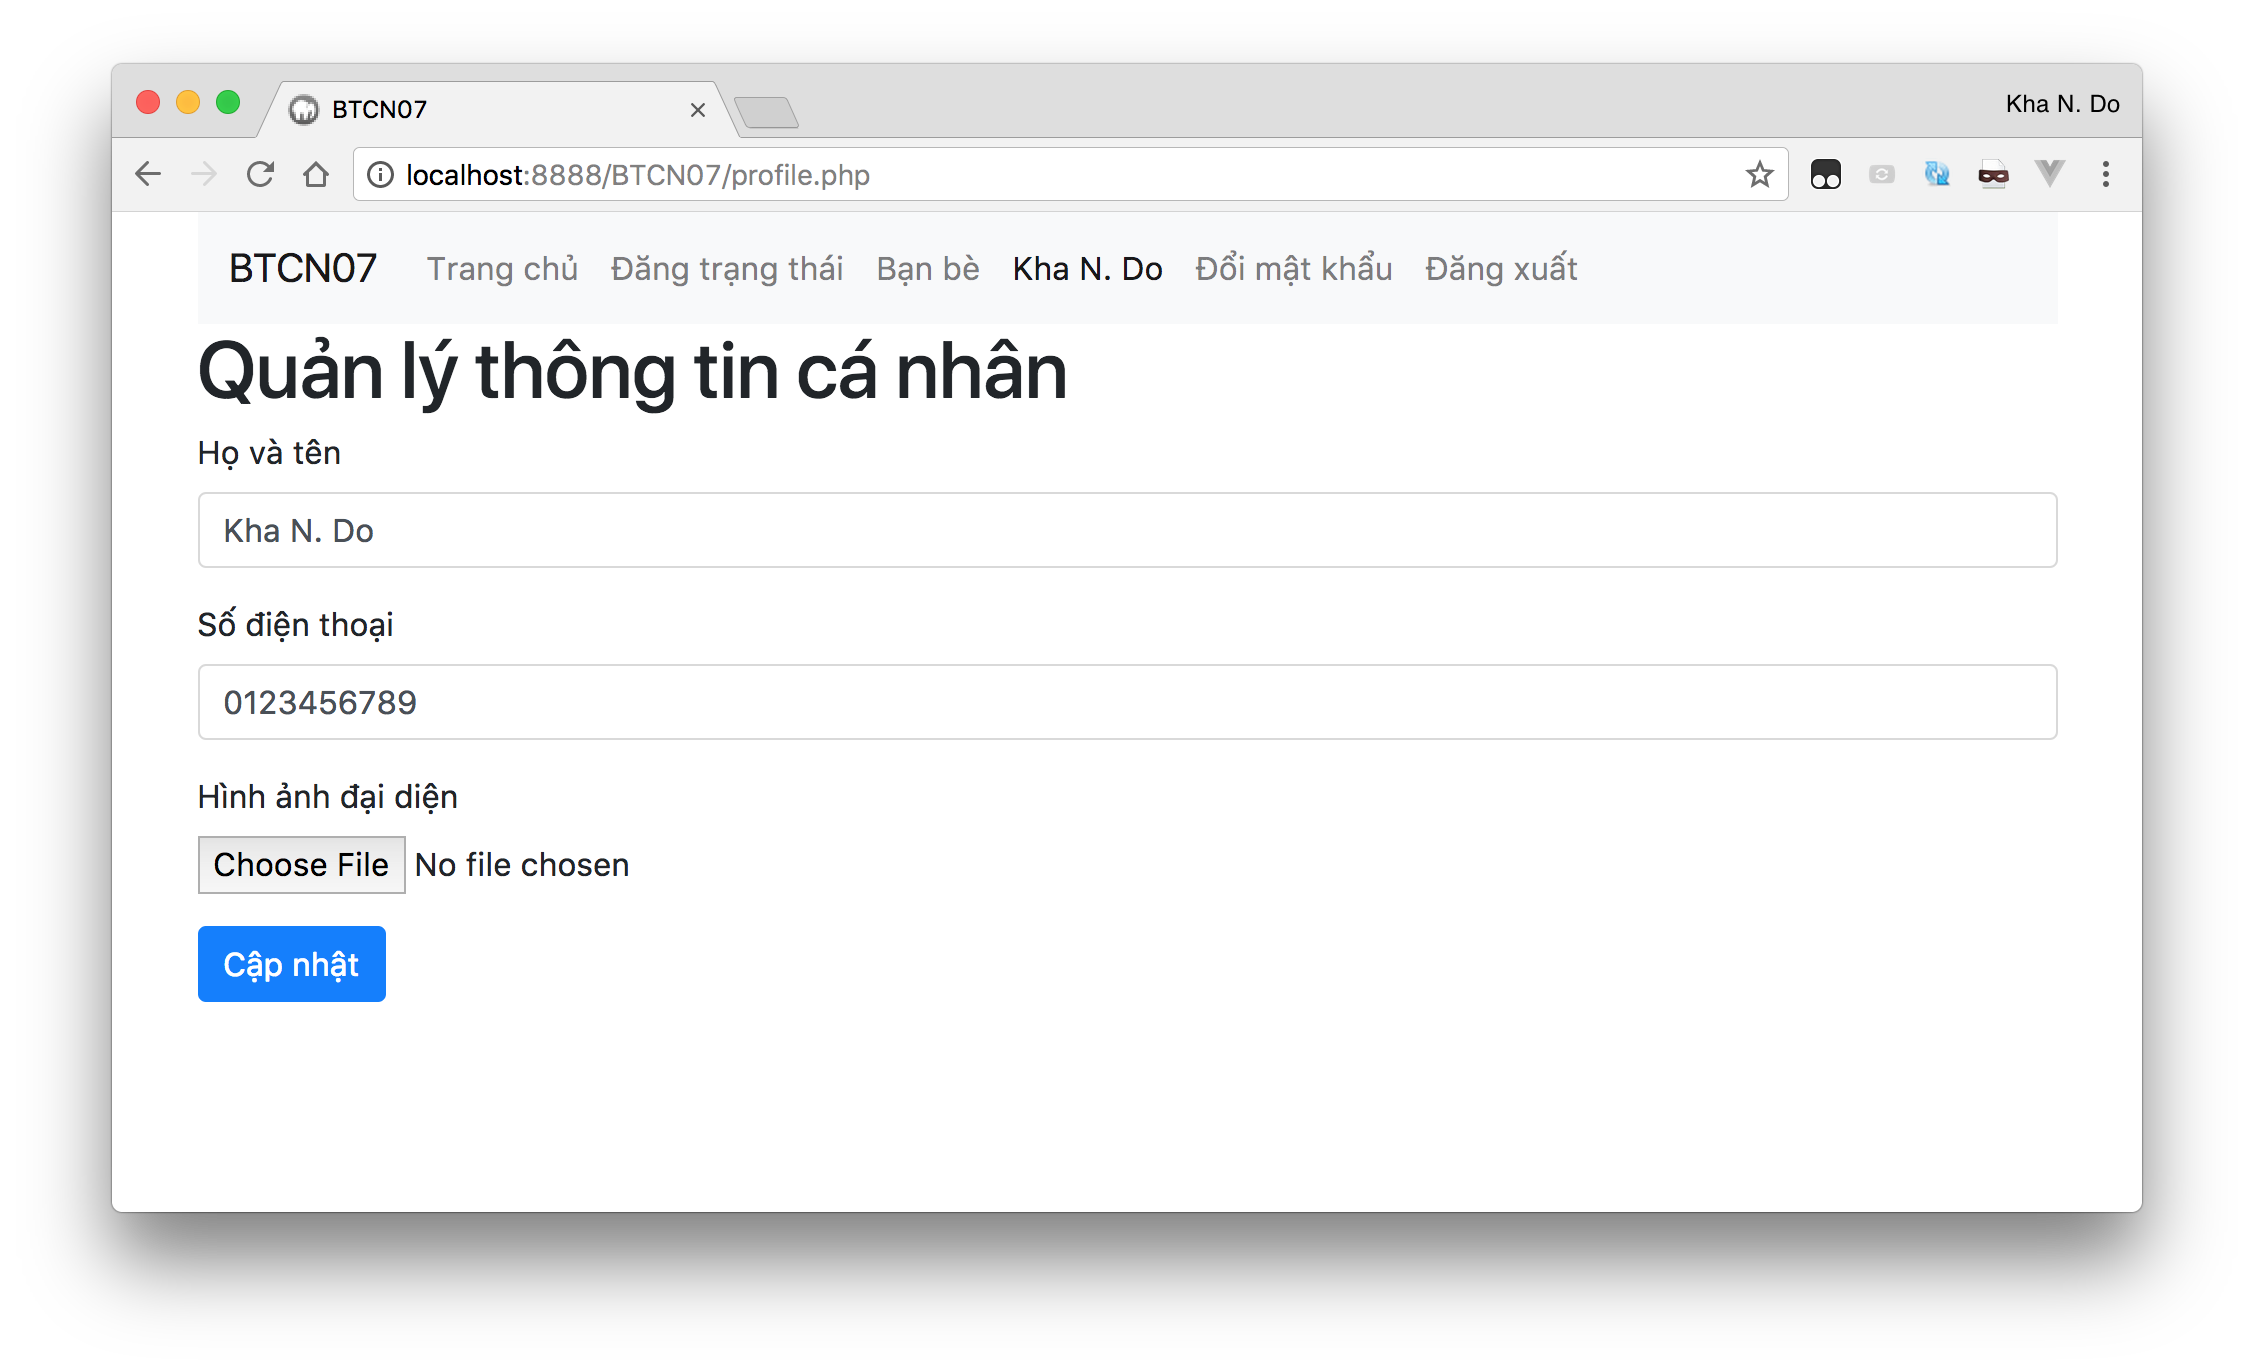 BTCN07
Kha N. Do
localhost:8888/BTCN07/profile.php
BTCN07 Trang chủ Đăng trạng thái Bạn bè Kha N. Do Đổi mật khẩu Đăng xuất
Quản lý thông tin cá nhân
Họ và tên
Kha N. Do
Số điện thoại
0123456789
Hình ảnh đại diện
Choose File No file chosen
Cập nhật